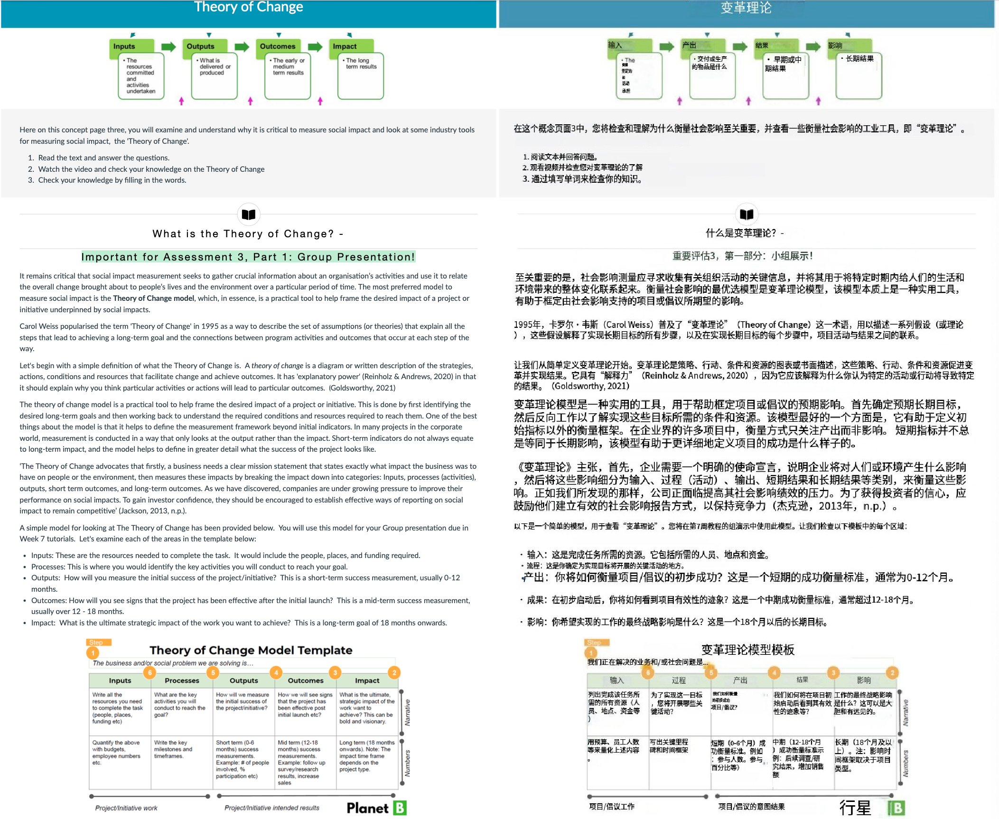 Theory of Change
Inputs
Outputs
Outcomes
Impact
• The
resources
committed
and
activities
undertaken
• What is
delivered or
produced
• The early or
medium
term results
• The long
term results
Here on this concept page three, you will examine and understand why it is critical to measure social impact and look at some industry tools
for measuring social impact,  the 'Theory of Change'.
1. Read the text and answer the questions.
2. Watch the video and check your knowledge on the Theory of Change
3. Check your knowledge by filling in the words.
What is the Theory of Change? -
Important for Assessment 3, Part 1: Group Presentation!
It remains critical that social impact measurement seeks to gather crucial information about an organisation’s activities and use it to relate
the overall change brought about to people’s lives and the environment over a particular period of time. The most preferred model to
measure social impact is the Theory of Change model, which, in essence, is a practical tool to help frame the desired impact of a project or
initiative underpinned by social impacts.
Carol Weiss popularised the term 'Theory of Change' in 1995 as a way to describe the set of assumptions (or theories) that explain all the
steps that lead to achieving a long-term goal and the connections between program activities and outcomes that occur at each step of the
way.
Let's begin with a simple definition of what the Theory of Change is.  A theory of change is a diagram or written description of the strategies,
actions, conditions and resources that facilitate change and achieve outcomes. It has 'explanatory power' (Reinholz & Andrews, 2020) in that
it should explain why you think particular activities or actions will lead to particular outcomes.  (Goldsworthy, 2021)
The theory of change model is a practical tool to help frame the desired impact of a project or initiative. This is done by first identifying the
desired long-term goals and then working back to understand the required conditions and resources required to reach them. One of the best
things about the model is that it helps to define the measurement framework beyond initial indicators. In many projects in the corporate
world, measurement is conducted in a way that only looks at the output rather than the impact. Short-term indicators do not always equate
to long-term impact, and the model helps to define in greater detail what the success of the project looks like.
‘The Theory of Change advocates that firstly, a business needs a clear mission statement that states exactly what impact the business was to
have on people or the environment, then measures these impacts by breaking the impact down into categories: Inputs, processes (activities),
outputs, short term outcomes, and long-term outcomes. As we have discovered, companies are under growing pressure to improve their
performance on social impacts. To gain investor confidence, they should be encouraged to establish effective ways of reporting on social
impact to remain competitive’ (Jackson, 2013, n.p.).
A simple model for looking at The Theory of Change has been provided below.  You will use this model for your Group presentation due in
Week 7 tutorials.  Let's examine each of the areas in the template below:
• Inputs: These are the resources needed to complete the task.  It would include the people, places, and funding required.
• Processes: This is where you would identify the key activities you will conduct to reach your goal.
• Outputs:  How will you measure the initial success of the project/initiative?  This is a short-term success measurement, usually 0-12
months.
• Outcomes: How will you see signs that the project has been effective after the initial launch?  This is a mid-term success measurement,
usually over 12 - 18 months.
• Impact:  What is the ultimate strategic impact of the work you want to achieve?  This is a long-term goal of 18 months onwards.
Step
1
Theory of Change Model Template
The business and/or social problem we are solving is...
6
5
4
3
2
Inputs
Processes
Outputs
Outcomes
Impact
Write all the
resources you need
to complete the task
(people, places,
funding etc)
What are the key
activities you will
conduct to reach the
goal?
How will we measure
the initial success of
the project/initiative?
How we will see signs
that the project has
been effective post
initial launch etc?
What is the ultimate,
strategic impact of the
work want to
achieve? This can be
bold and visionary.
Narrative
Quantify the above
with budgets,
employee numbers
etc.
Write the key
milestones and
timeframes.
Short term (0-6
months) success
measurements.
Example: # of people
involved, %
participation etc)
Mid term (12-18
months) success
measurements.
Example: follow up
survey/research
results, increase
sales
Long term (18 months
onwards). Note: The
impact time frame
depends on the
project type.
Numbers
Project/Initiative work
Project/Initiative intended results
Planet B
变革理论
输入
产出
结果
影响
• The
资源
坚定的
和
活动
承担
• 交付或生产
的物品是什么
• 早期或中
期结果
• 长期结果
在这个概念页面3中，您将检查和理解为什么衡量社会影响至关重要，并查看一些衡量社会影响的工业工具，即“变革理论”。
1. 阅读文本并回答问题。
2. 观看视频并检查您对变革理论的了解
3. 通过填写单词来检查你的知识。
什么是变革理论？-
重要评估3，第一部分：小组展示！
至关重要的是，社会影响测量应寻求收集有关组织活动的关键信息，并将其用于将特定时期内给人们的生活和
环境带来的整体变化联系起来。衡量社会影响的最优选模型是变革理论模型，该模型本质上是一种实用工具，
有助于框定由社会影响支持的项目或倡议所期望的影响。
1995年，卡罗尔·韦斯（Carol Weiss）普及了“变革理论”（Theory of Change）这一术语，用以描述一系列假设（或理论
），这些假设解释了实现长期目标的所有步骤，以及在实现长期目标的每个步骤中，项目活动与结果之间的联系。
让我们从简单定义变革理论开始。变革理论是策略、行动、条件和资源的图表或书面描述，这些策略、行动、条件和资源促进变
革并实现结果。它具有“解释力”（Reinholz & Andrews, 2020），因为它应该解释为什么你认为特定的活动或行动将导致特定
的结果。（Goldsworthy, 2021）
变革理论模型是一种实用的工具，用于帮助框定项目或倡议的预期影响。首先确定预期长期目标，
然后反向工作以了解实现这些目标所需的条件和资源。该模型最好的一个方面是，它有助于定义初
始指标以外的衡量框架。在企业界的许多项目中，衡量方式只关注产出而非影响。 短期指标并不总
是等同于长期影响，该模型有助于更详细地定义项目的成功是什么样子的。
《变革理论》主张，首先，企业需要一个明确的使命宣言，说明企业将对人们或环境产生什么影响
，然后将这些影响细分为输入、过程（活动）、输出、短期结果和长期结果等类别，来衡量这些影
响。正如我们所发现的那样，公司正面临提高其社会影响绩效的压力。为了获得投资者的信心，应
鼓励他们建立有效的社会影响报告方式，以保持竞争力（杰克逊，2013年，n.p.）。
以下是一个简单的模型，用于查看“变革理论”。您将在第7周教程的组演示中使用此模型。让我们检查以下模板中的每个区域：
• 输入：这是完成任务所需的资源。它包括所需的人员、地点和资金。
• 流程：这是你确定为实现目标将开展的关键活动的地方。
•产出：你将如何衡量项目/倡议的初步成功？这是一个短期的成功衡量标准，通常为0-12个月。
• 成果：在初步启动后，你将如何看到项目有效性的迹象？这是一个中期成功衡量标准，通常超过12-18个月。
• 影响：你希望实现的工作的最终战略影响是什么？这是一个18个月以后的长期目标。
Step
1
变革理论模型模板
我们正在解决的业务和/或社会问题是...
6
5
4
3
2
输入
过程
产出
结果
影响
列出完成该任务所
需的所有资源（人
员、地点、资金等
）
为了实现这一目标
，您将开展哪些关
键活动？
我们如何衡量
的初步成功
项目/倡议？
我们如何将在项目初
始启动后看到其有效
性的迹象等？
工作的最终战略影响
是什么？这可以是大
胆和有远见的。
Narrative
用预算、员工人数
等来量化上述内容
。
写出关键里程
碑和时间框架
短期（0-6个月）成
功衡量标准。例如
：参与人数。参与
百分比等）
中期（12-18个月
）成功衡量标准示
例：后续调查/研
究结果，增加销售
额
长期（18个月及以
上）。注：影响时
间框架取决于项目
类型。
Numbers
项目/倡议工作
项目/倡议的意图结果
行星 B